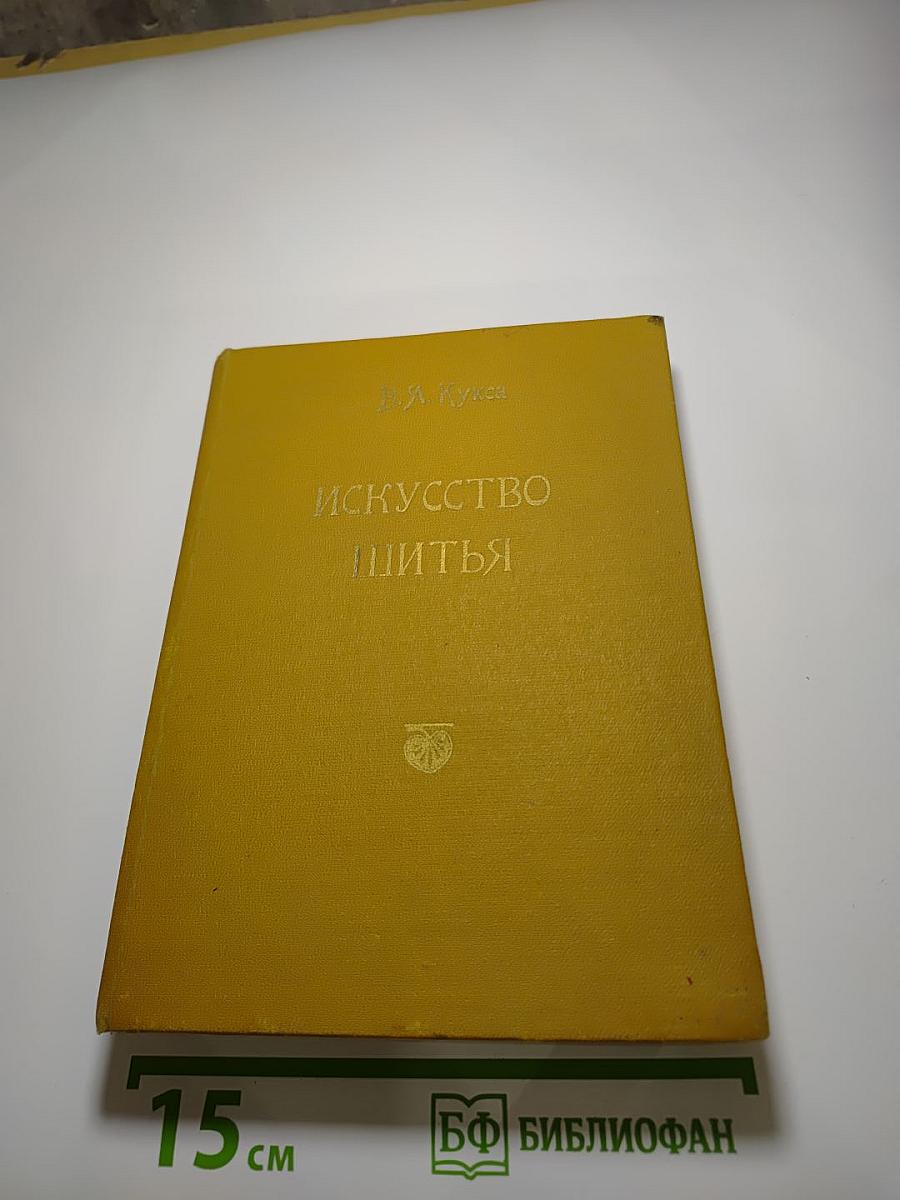 В. Я. Кукса
ИСКУССТВО
ШИТЬЯ
15 см
БФ БИБЛИОФАН